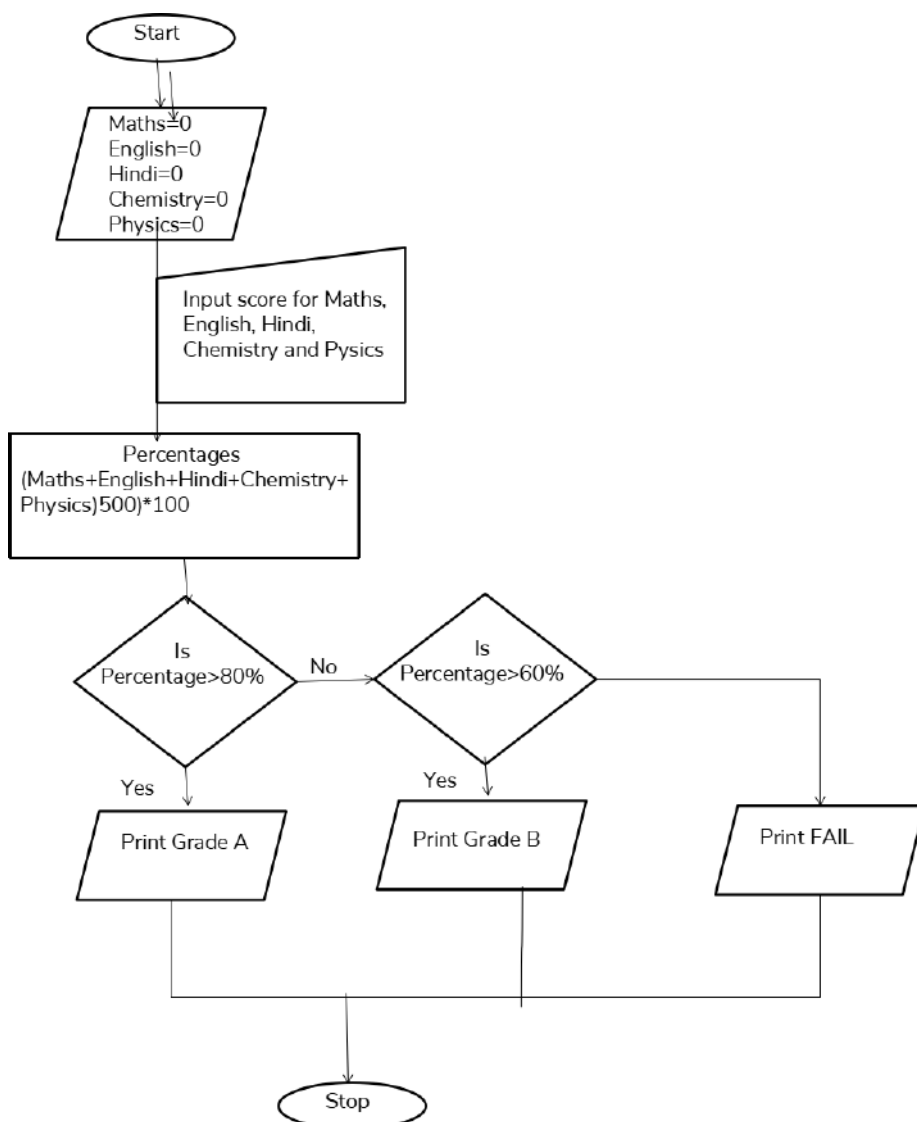 Start
Maths=0
English=0
Hindi=0
Chemistry=0
Physics=0
Input score for Maths,
English, Hindi,
Chemistry and Pysics
Percentages
(Maths+English+Hindi+Chemistry+
Physics)500)*100
Is
Percentage>80%
No
Is
Percentage>60%
Yes
Yes
Print Grade A
Print Grade B
Print FAIL
Stop